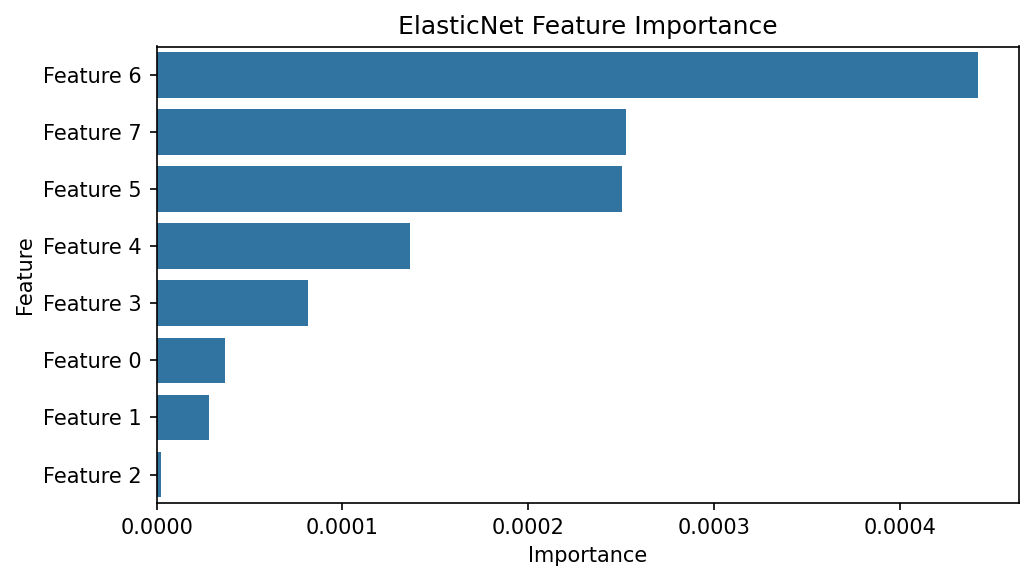 ElasticNet Feature Importance
Feature
Feature 6
Feature 7
Feature 5
Feature 4
Feature 3
Feature 0
Feature 1
Feature 2
0.0000 0.0001 0.0002 0.0003 0.0004
Importance